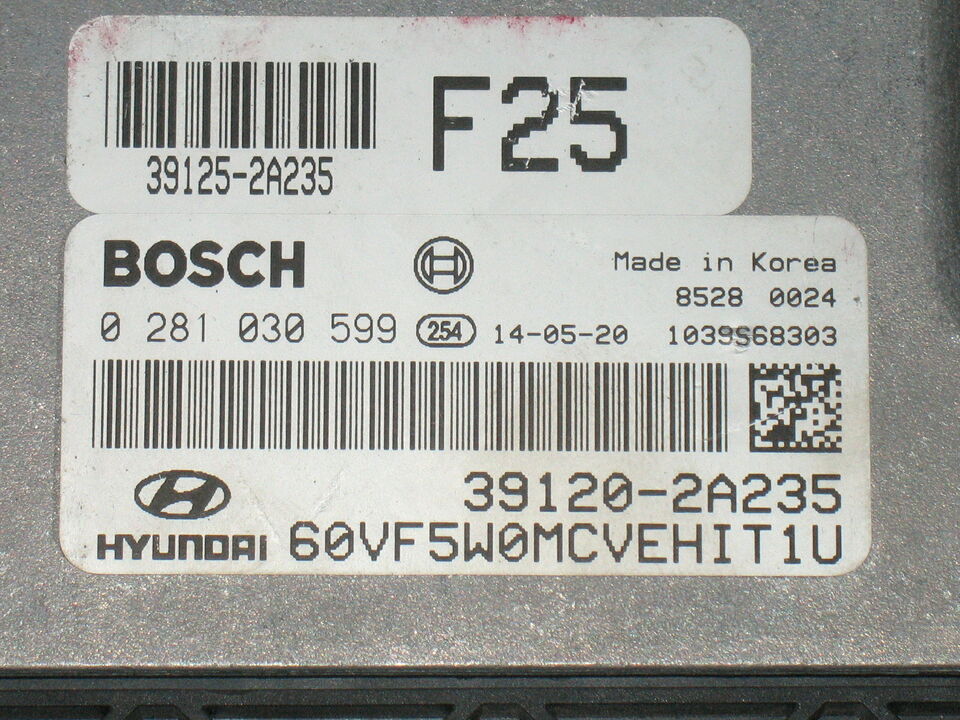 F25
39125-2A235
BOSCH
Made in Korea
8528 0024
0 281 030 599 254 14-05-20 1039S68303
39120-2A235
HYUNDAI 60VF5W0MCVEHIT1U